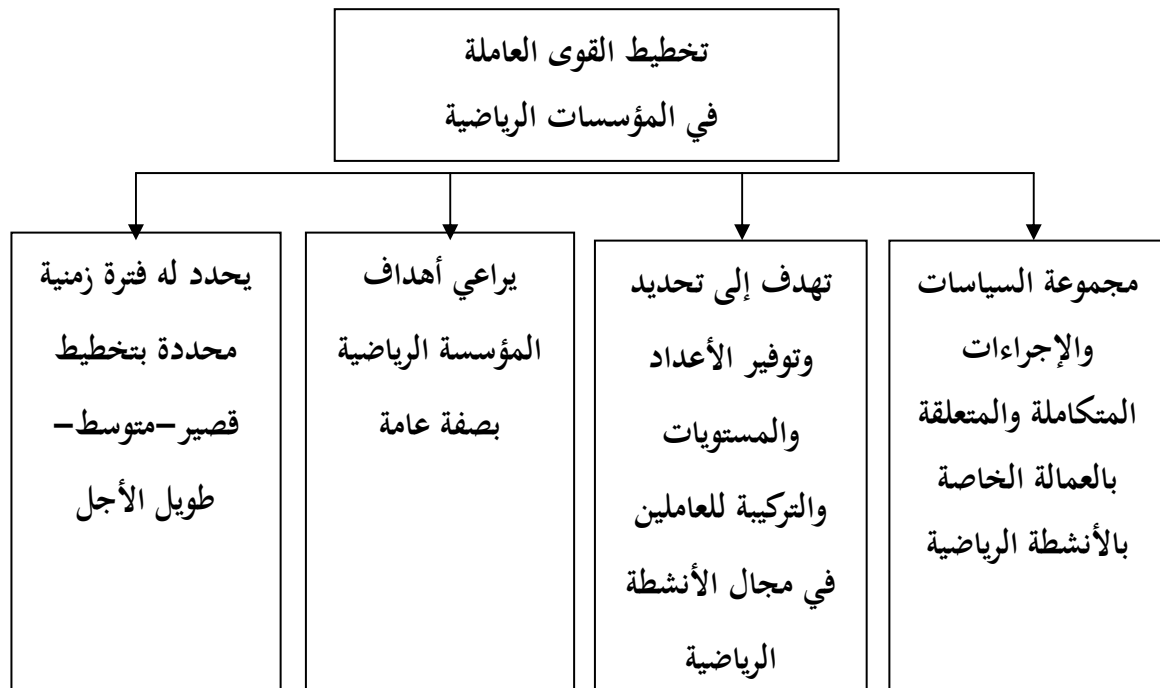 تخطيط القوى العاملة
في المؤسسات الرياضية
مجموعة السياسات
والإجراءات
المتكاملة والمتعلقة
بالعمالة الخاصة
بالأنشطة الرياضية
تهدف إلى تحديد
وتوفير الأعداد
والمستويات
والتركيبة للعاملين
في مجال الأنشطة
الرياضية
يراعي أهداف
المؤسسة الرياضية
بصفة عامة
يحدد له فترة زمنية
محددة بتخطيط
قصير–متوسط–
طويل الأجل